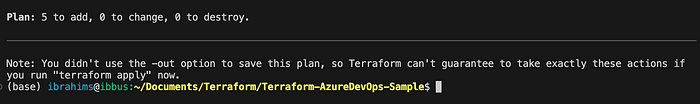 Plan: 5 to add, 0 to change, 0 to destroy.
Note: You didn't use the -out option to save this plan, so Terraform can't guarantee to take exactly these actions if
you run "terraform apply" now.
(base) ibrahims@ibbus:~/Documents/Terraform/Terraform-AzureDevOps-Sample$